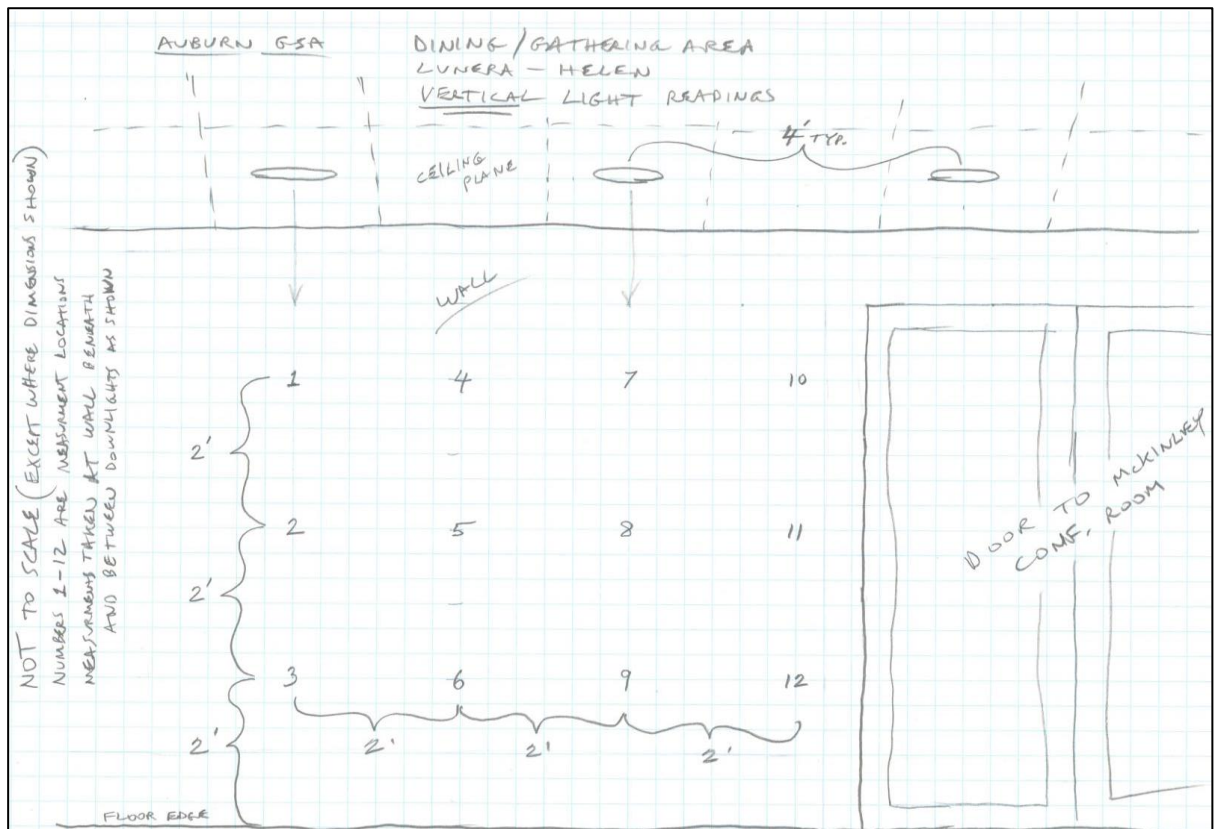 AUBURN GSA
DINING/GATHERING AREA
LUNERA - HELEN
VERTICAL LIGHT READINGS
4' TYP.
CEILING
PLANE
WALL
NOT TO SCALE (EXCEPT WHERE DIMENSIONS SHOWN)
NUMBERS 1-12 ARE MEASURMENT LOCATIONS
MEASURMENTS TAKEN AT WALL BENEATH
AND BETWEEN DOWNLIGHTS AS SHOWN
1 4 7 10
2'
2 5 8 11
2'
3 6 9 12
2' 2' 2'
2'
DOOR TO McKINLEY
CONF. ROOM
FLOOR EDGE